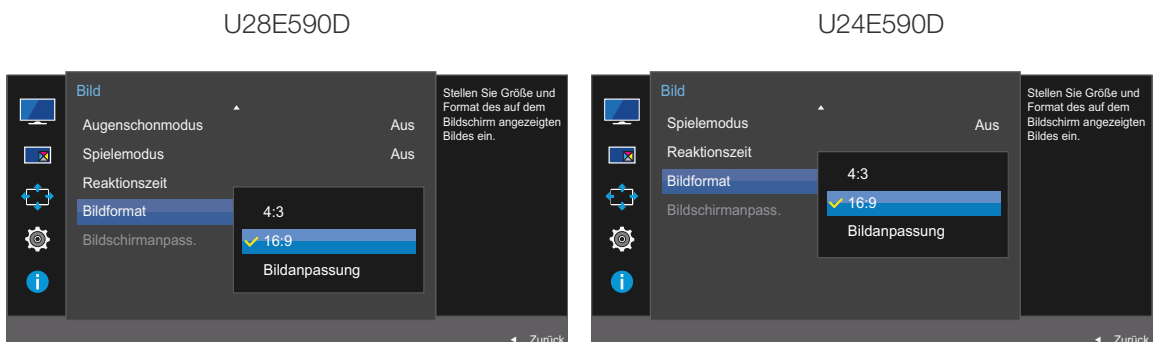 U28E590D
Bild
Augenschonmodus Aus
Spielemodus Aus
Reaktionszeit
Bildformat
Bildschirmanpass.
4:3
16:9
Bildanpassung
Stellen Sie Größe und
Format des auf dem
Bildschirm angezeigten
Bildes ein.
Zurück
U24E590D
Bild
Spielemodus Aus
Reaktionszeit
Bildformat
Bildschirmanpass.
4:3
16:9
Bildanpassung
Stellen Sie Größe und
Format des auf dem
Bildschirm angezeigten
Bildes ein.
Zurück